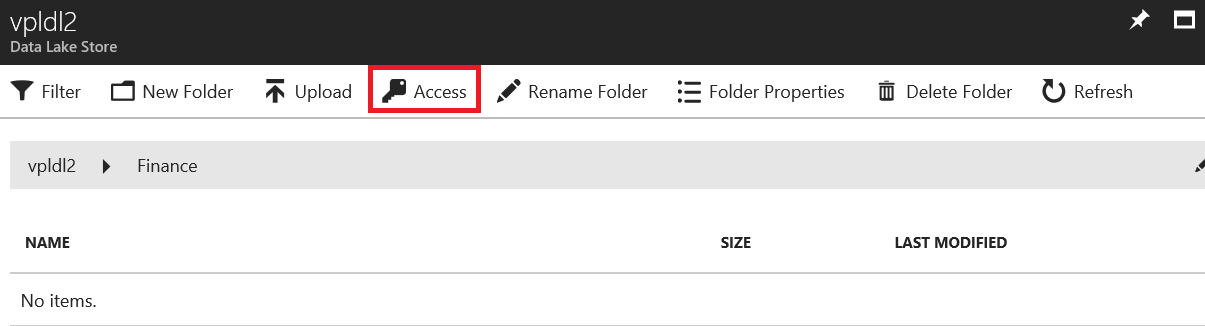 vpldl2
Data Lake Store
Filter New Folder Upload Access Rename Folder Folder Properties Delete Folder Refresh
vpldl2 Finance
NAME SIZE LAST MODIFIED
No items.